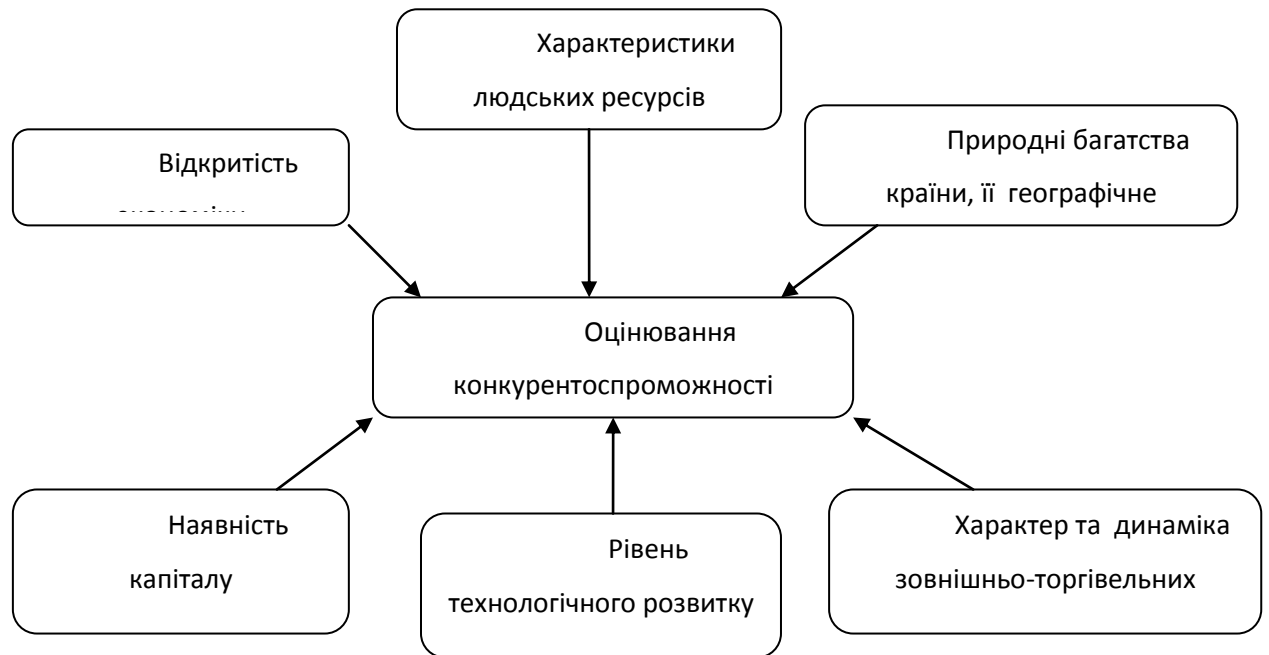 Характеристики
людських ресурсів
Відкритість
Природні багатства
країни, її географічне
Оцінювання
конкурентоспроможності
Наявність
капіталу
Рівень
технологічного розвитку
Характер та динаміка
зовнішньо-торгівельних